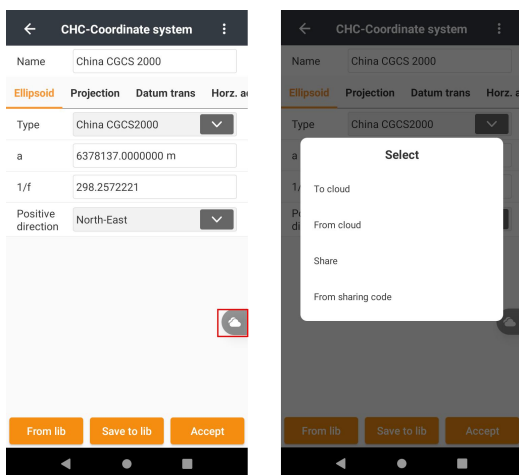 CHC-Coordinate system
Name China CGCS 2000
Ellipsoid Projection Datum trans Horz. a
Type China CGCS2000
a 6378137.0000000 m
1/f 298.2572221
Positive direction North-East
From lib Save to lib Accept
CHC-Coordinate system
Name China CGCS 2000
Ellipsoid Projection Datum trans Horz. a
Type China CGCS2000
a
1/
Select
To cloud
From cloud
Share
From sharing code
From lib Save to lib Accept